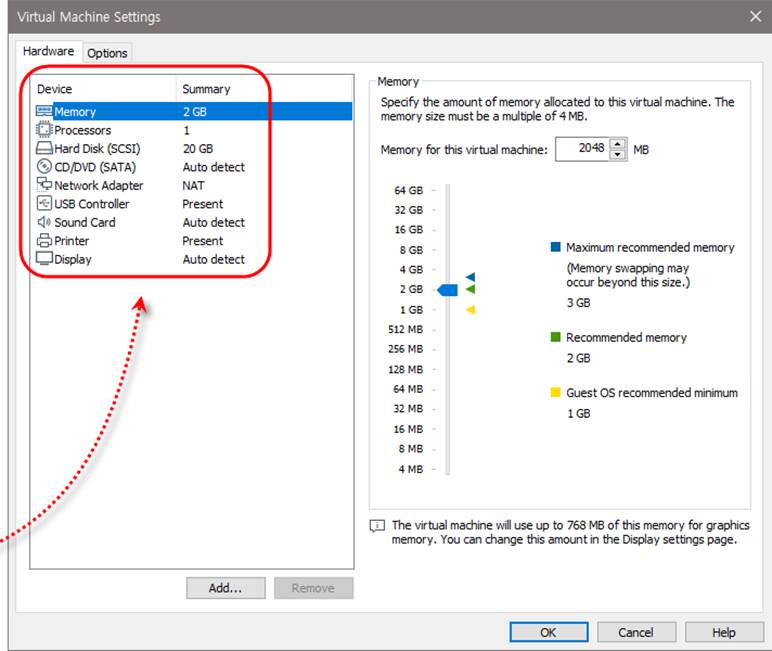 Virtual Machine Settings
Hardware
Options
Device Summary
Memory 2 GB
Processors 1
Hard Disk (SCSI) 20 GB
CD/DVD (SATA) Auto detect
Network Adapter NAT
USB Controller Present
Sound Card Auto detect
Printer Present
Display Auto detect
Add...
Remove
Memory
Specify the amount of memory allocated to this virtual machine. The
memory size must be a multiple of 4 MB.
Memory for this virtual machine: 2048 MB
64 GB
32 GB
16 GB
8 GB
4 GB
2 GB
1 GB
512 MB
256 MB
128 MB
64 MB
32 MB
16 MB
8 MB
4 MB
Maximum recommended memory
(Memory swapping may
occur beyond this size.)
3 GB
Recommended memory
2 GB
Guest OS recommended minimum
1 GB
The virtual machine will use up to 768 MB of this memory for graphics
memory. You can change this amount in the Display settings page.
OK
Cancel
Help